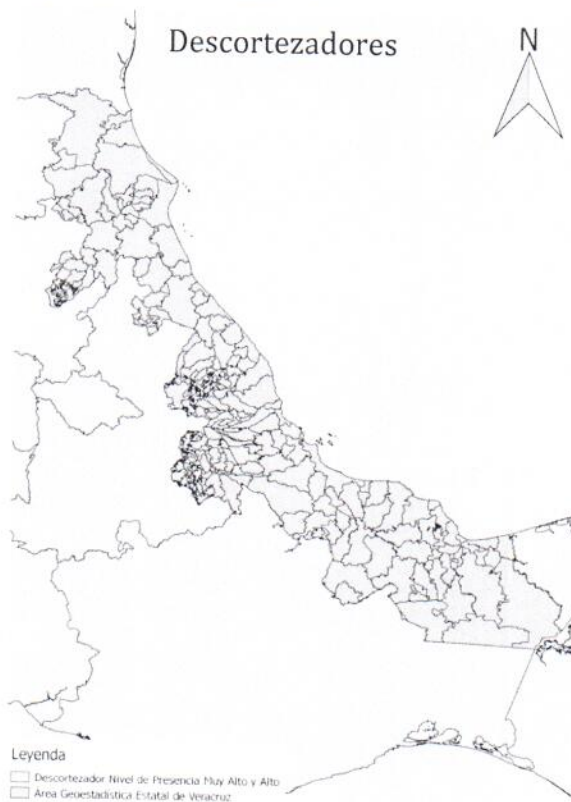 Descortezadores
N
Leyenda
Descortezador Nivel de Presencia Muy Alto y Alto
Área Geoestadística Estatal de Veracruz